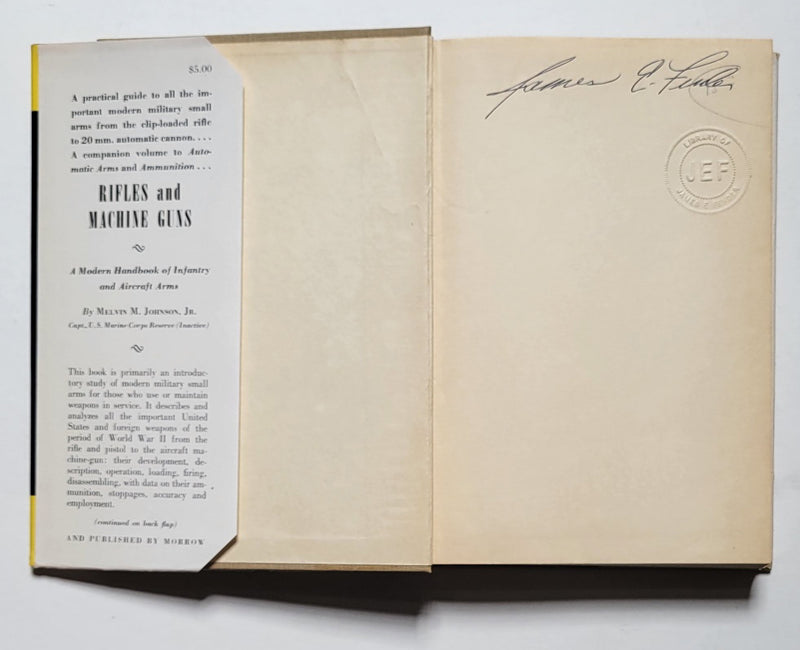 $5.00
A practical guide to all the im-
portant modern military small
arms from the clip-loaded rifle
to 20 mm. automatic cannon. . . .
A companion volume to Auto-
matic Arms and Ammunition . . .
RIFLES and
MACHINE GUNS
A Modern Handbook of Infantry
and Aircraft Arms
By MELVIN M. JOHNSON, JR.
Capt., U. S. Marine Corps Reserve (Inactive)
This book is primarily an introduc-
tory study of modern military small
arms for those who use or maintain
weapons in service. It describes and
analyzes all the important United
States and foreign weapons of the
period of World War II from the
rifle and pistol to the aircraft ma-
chine-gun: their development, de-
scription, operation, loading, firing,
disassembling, with data on their am-
munition, stoppages, accuracy and
employment.
(continued on back flap)
AND PUBLISHED BY MORROW
James E.
LIBRARY OF
JEF
JAMES E.